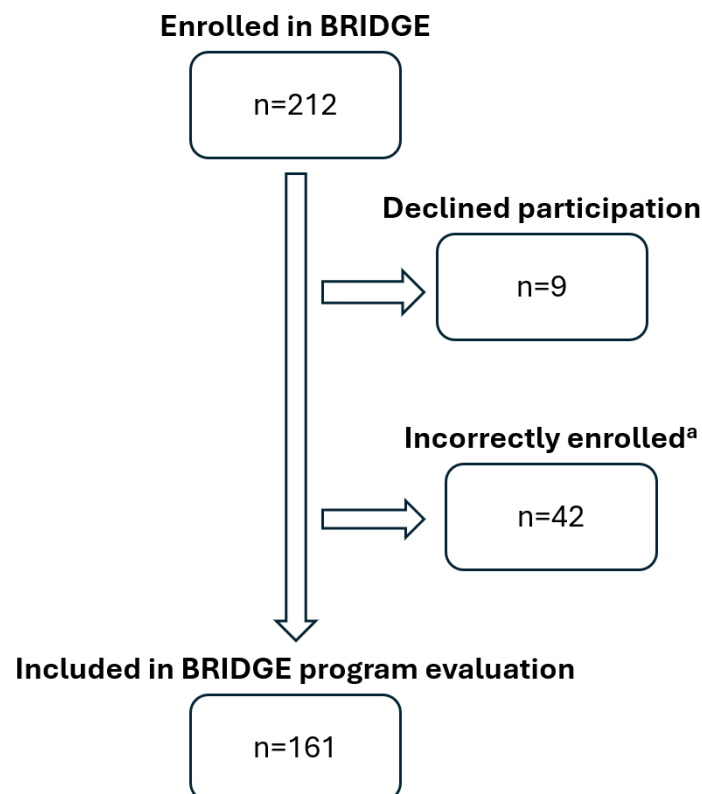 Enrolled in BRIDGE
n=212
Declined participation
n=9
Incorrectly enrolledᵃ
n=42
Included in BRIDGE program evaluation
n=161